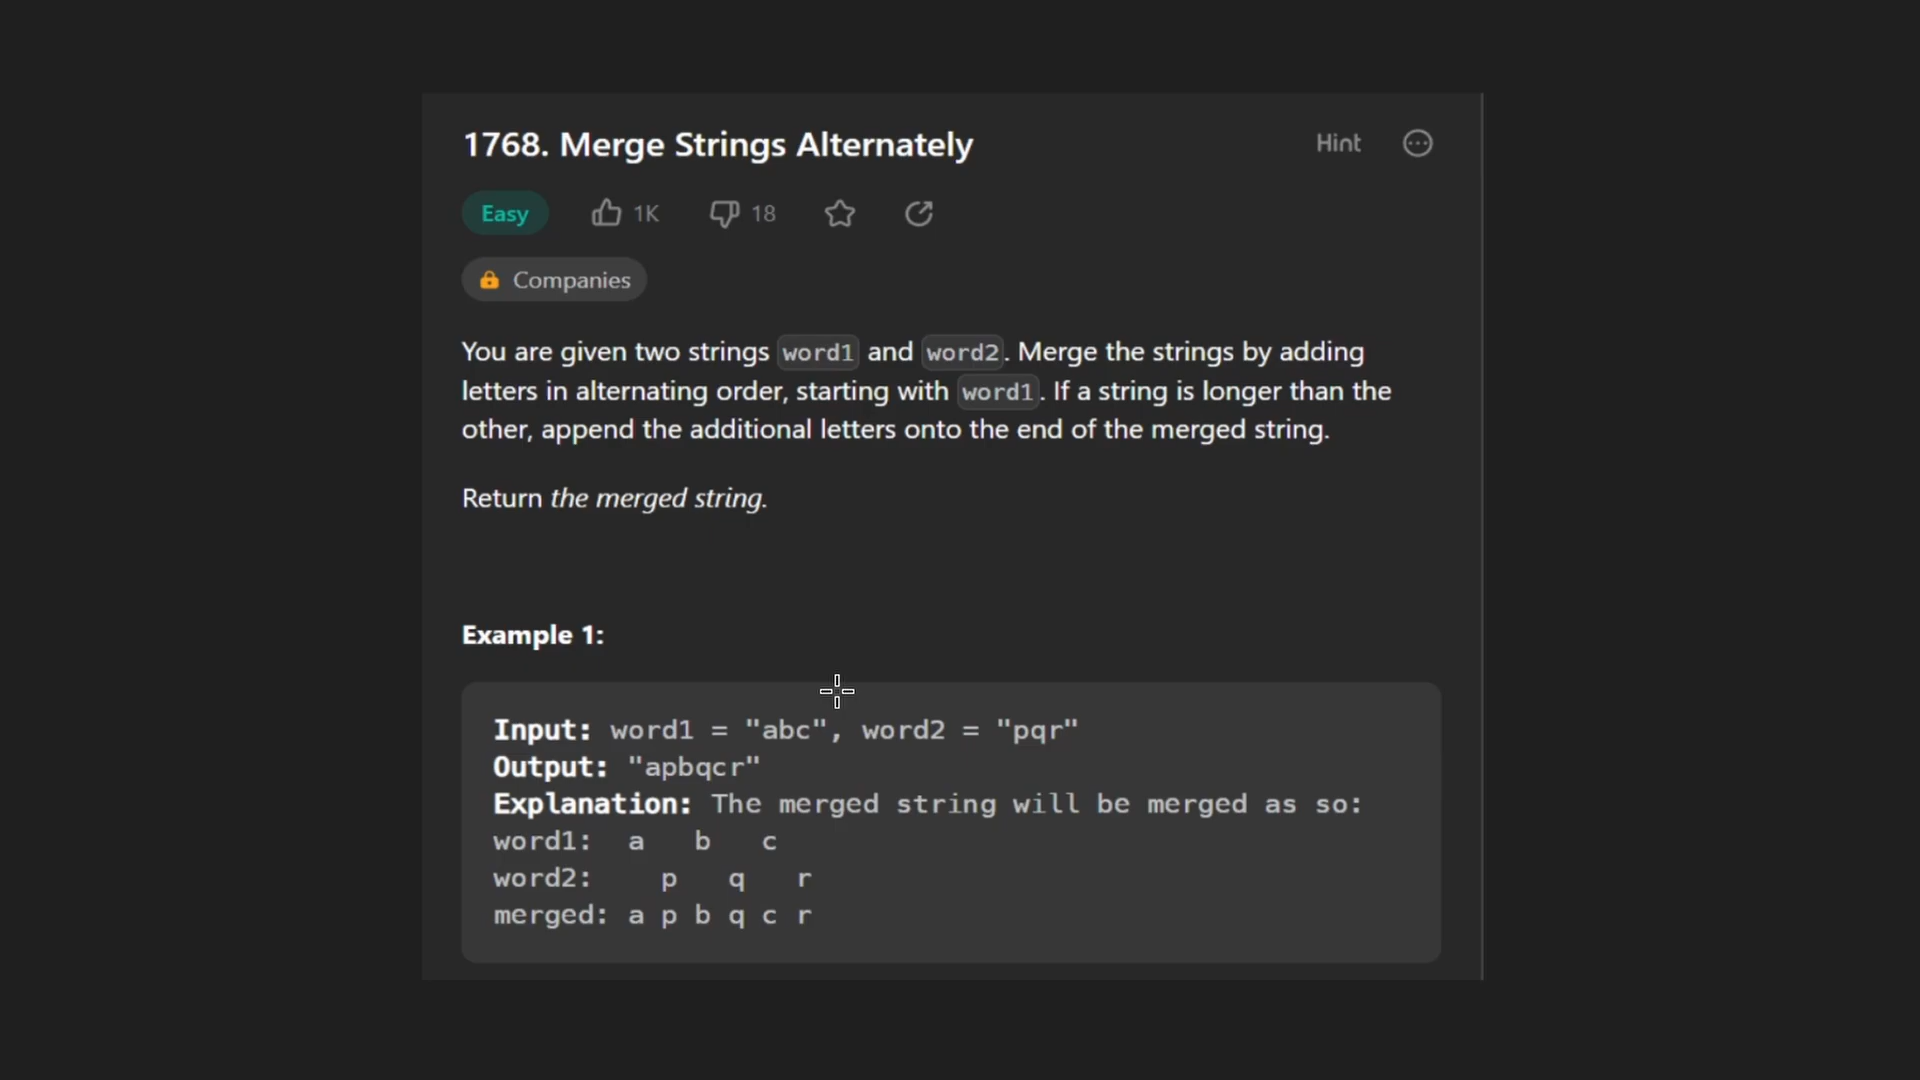 1768. Merge Strings Alternately
Hint
Easy 1K 18
Companies
You are given two strings word1 and word2. Merge the strings by adding
letters in alternating order, starting with word1. If a string is longer than the
other, append the additional letters onto the end of the merged string.
Return the merged string.
Example 1:
Input: word1 = "abc", word2 = "pqr"
Output: "apbqcr"
Explanation: The merged string will be merged as so:
word1:  a   b   c
word2:    p   q   r
merged: a p b q c r